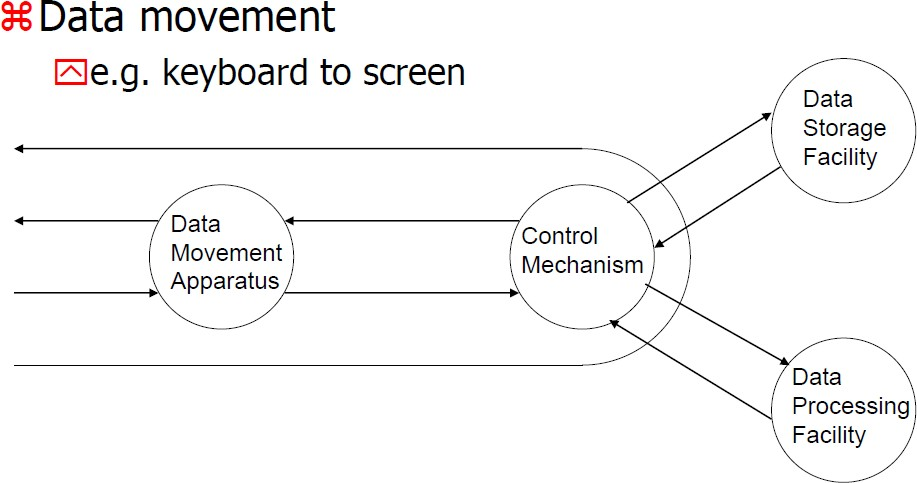 Data movement
e.g. keyboard to screen
Data
Storage
Facility
Data
Movement
Apparatus
Control
Mechanism
Data
Processing
Facility